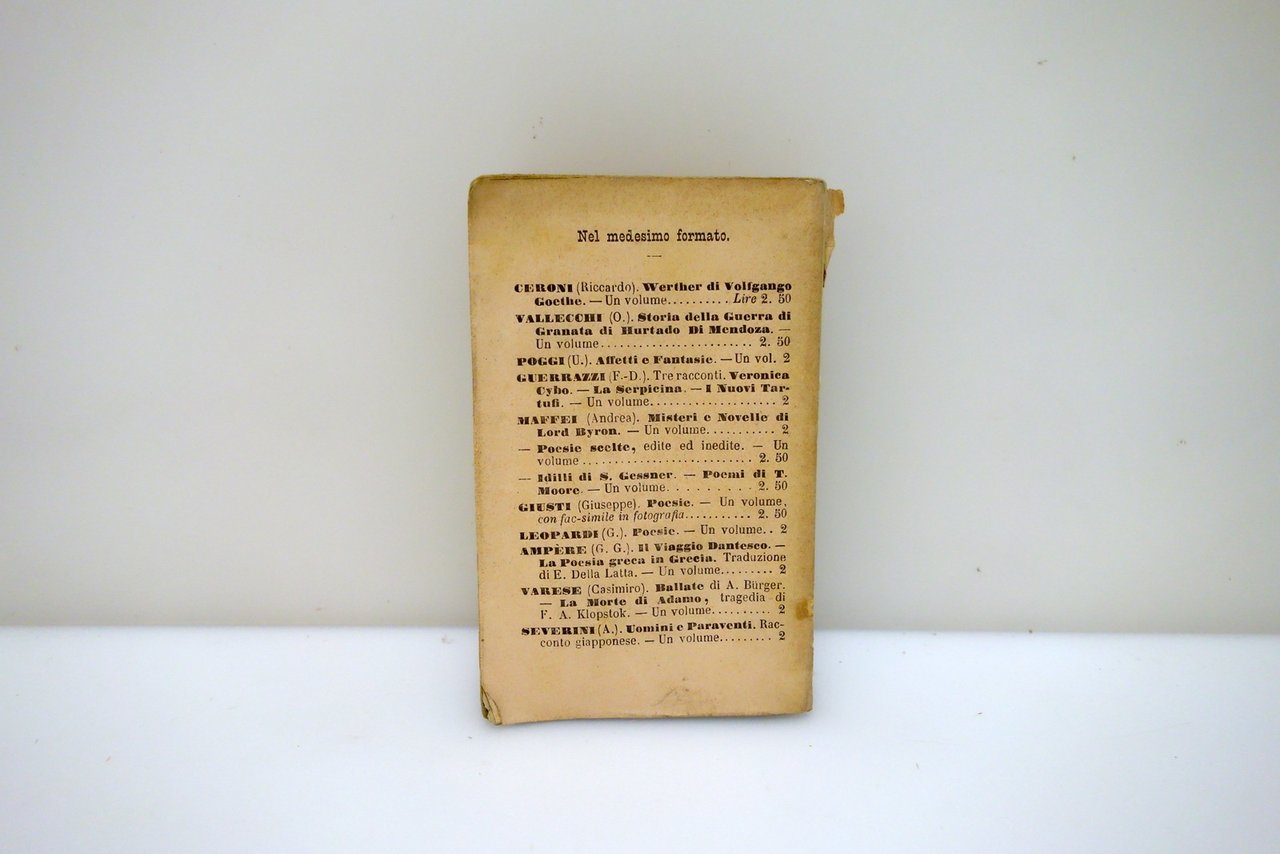 Nel medesimo formato.
CERONI (Riccardo). Werther di Volfgango
Goethe. — Un volume.......... Lire 2. 50
VALLECCHI (O.). Storia della Guerra di
Granata di Hurtado Di Mendoza. —
Un volume........................ 2. 50
POGGI (U.). Affetti e Fantasie. — Un vol. 2
GUERRAZZI (F.-D.). Tre racconti. Veronica
Cybo. — La Serpicina. — I Nuovi Tar-
tufi. — Un volume.................... 2
MAFFEI (Andrea). Misteri e Novelle di
Lord Byron. — Un volume........... 2
— Poesie scelte, edite ed inedite. — Un
volume........................... 2. 50
— Idilli di S. Gessner. — Poemi di T.
Moore. — Un volume. . . . . . . . . 2. 50
GIUSTI (Giuseppe). Poesie. — Un volume,
con fac-simile in fotografia.......... 2. 50
LEOPARDI (G.). Poesie. — Un volume.. 2
AMPÈRE (G. G.). Il Viaggio Dantesco. —
La Poesia greca in Grecia. Traduzione
di E. Della Latta. — Un volume........ 2
VARESE (Casimiro). Ballate di A. Bürger.
— La Morte di Adamo, tragedia di
F. A. Klopstok. — Un volume.......... 2
SEVERINI (A.). Uomini e Paraventi. Rac-
conto giapponese. — Un volume........ 2